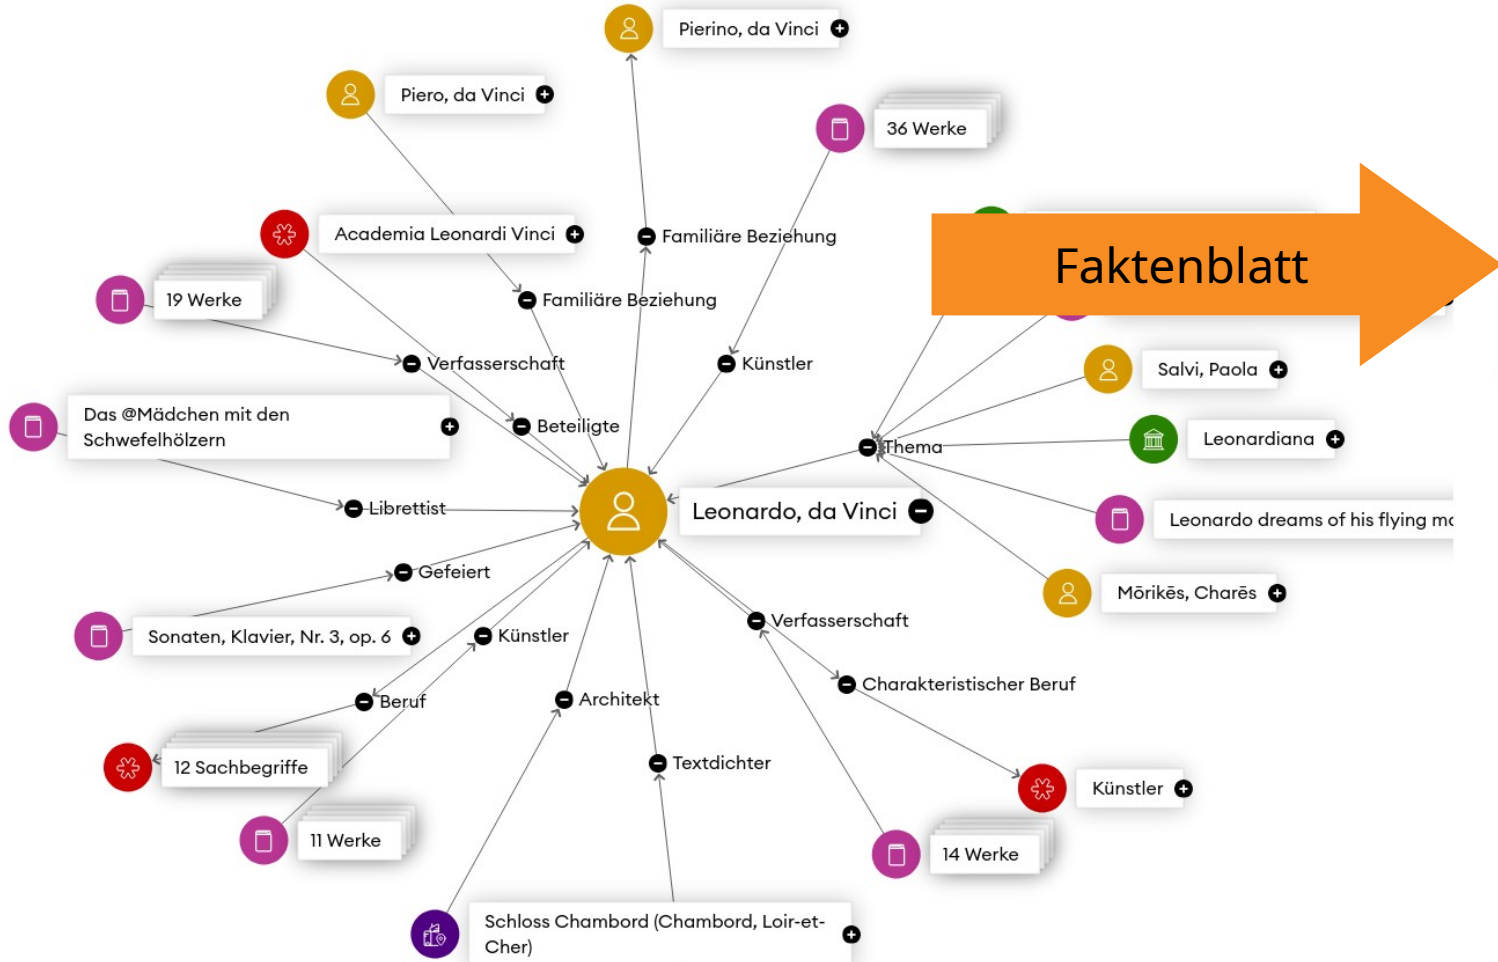 Pierino, da Vinci
Piero, da Vinci
36 Werke
Academia Leonardi Vinci
Familiäre Beziehung
Faktenblatt
19 Werke
Familiäre Beziehung
Verfasserschaft
Künstler
Salvi, Paola
Das @Mädchen mit den
Schwefelhölzern
Beteiligte
Thema
Leonardiana
Librettist
Leonardo, da Vinci
Leonardo dreams of his flying
Gefeiert
Mōrikēs, Charēs
Sonaten, Klavier, Nr. 3, op. 6
Künstler
Verfasserschaft
Beruf
Architekt
Charakteristischer Beruf
12 Sachbegriffe
Textdichter
Künstler
11 Werke
14 Werke
Schloss Chambord (Chambord, Loir-et-
Cher)